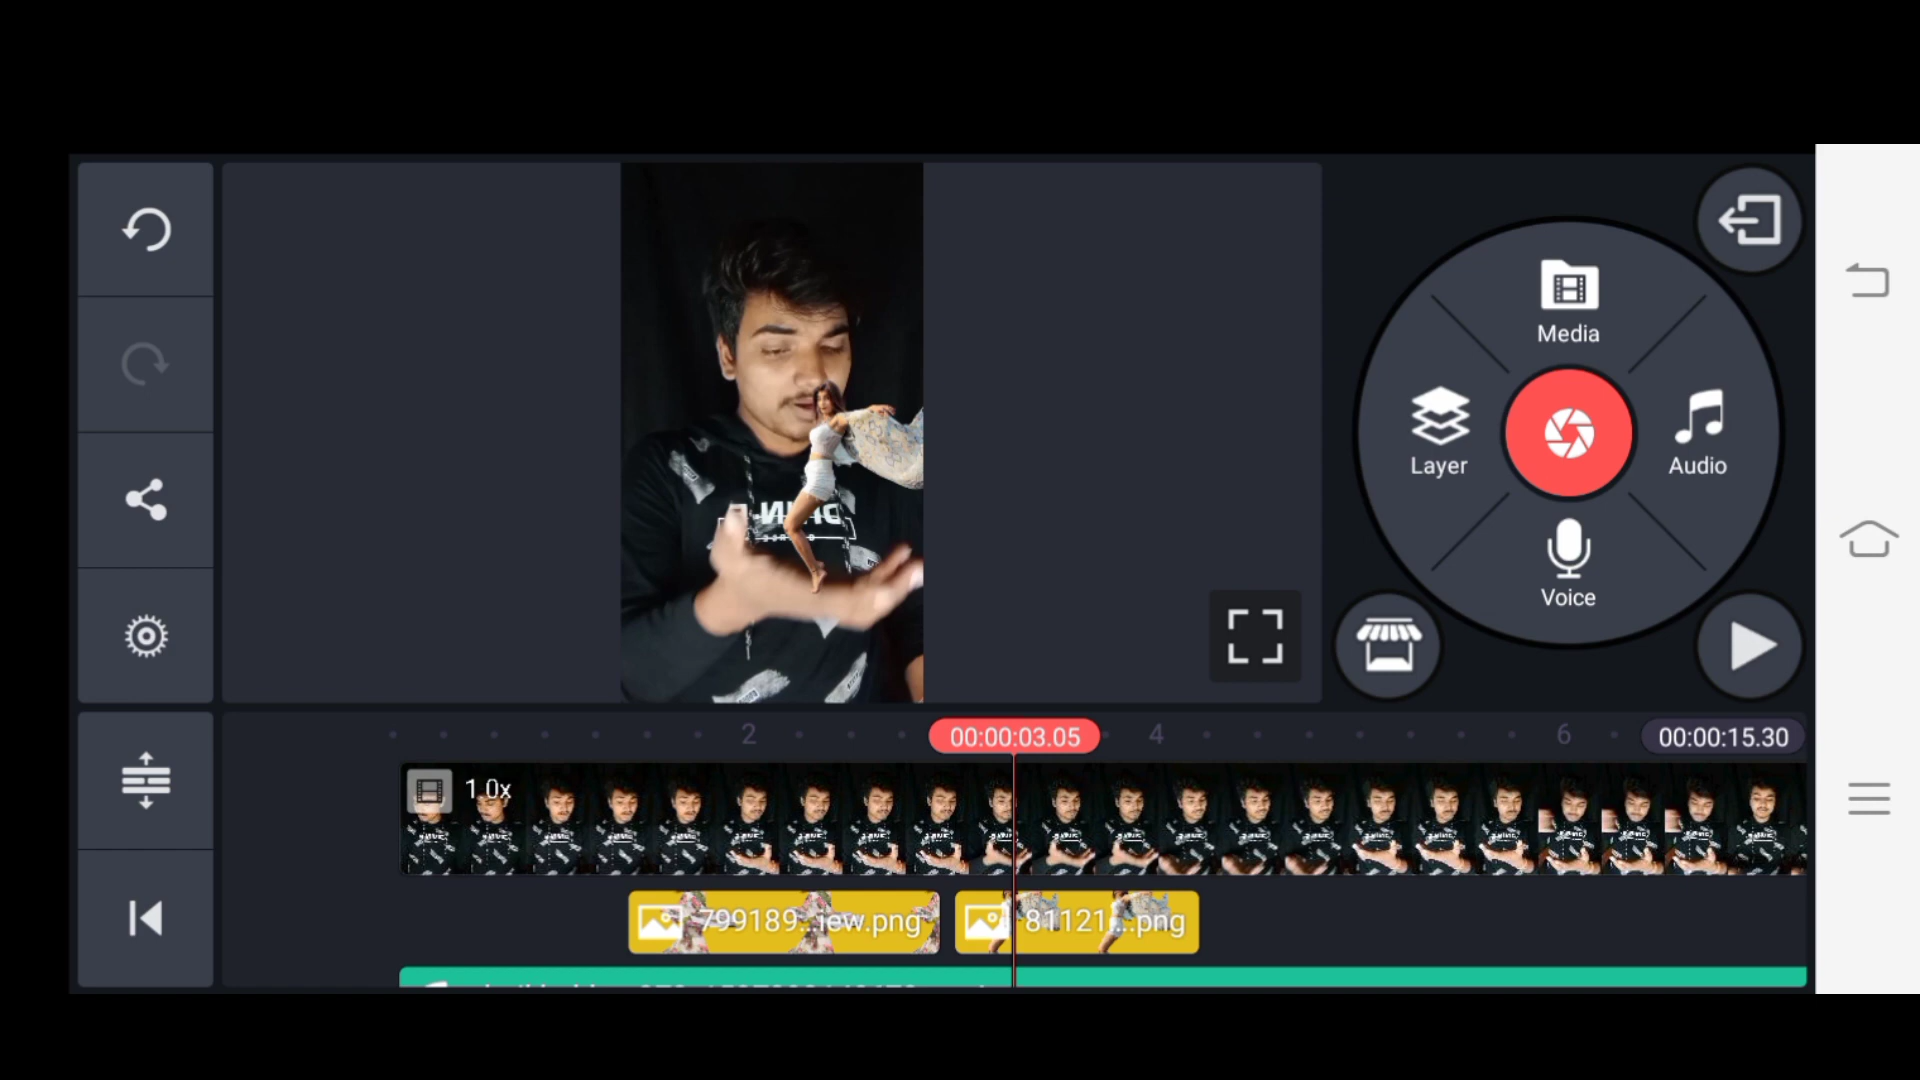 Media
Layer
Audio
Voice
2
00:00:03.05
4
6
00:00:15.30
1.0x
799189...iew.png
81121...png